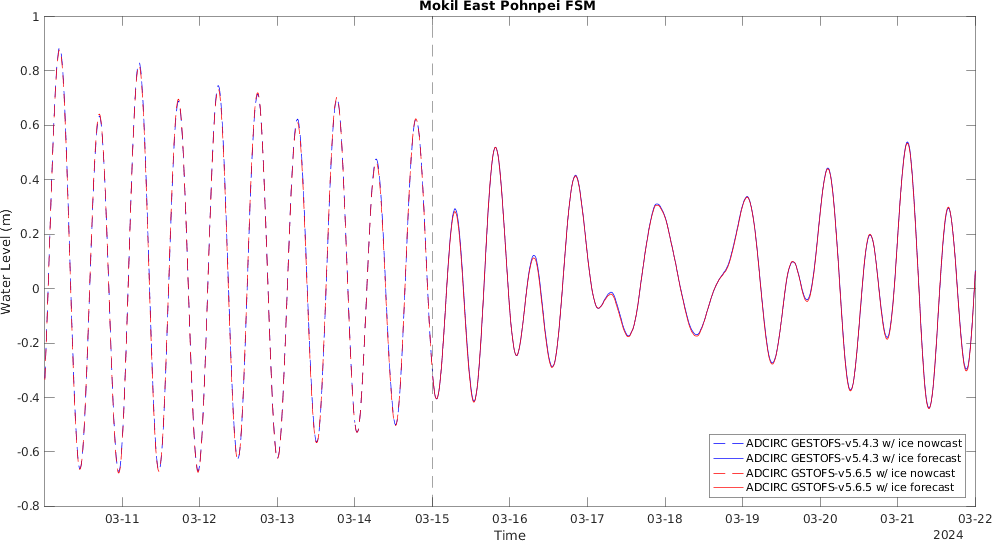 Mokil East Pohnpei FSM
1
0.8
0.6
0.4
0.2
0
-0.2
-0.4
-0.6
-0.8
Water Level (m)
ADCIRC GESTOFS-v5.4.3 w/ ice nowcast
ADCIRC GESTOFS-v5.4.3 w/ ice forecast
ADCIRC GSTOFS-v5.6.5 w/ ice nowcast
ADCIRC GSTOFS-v5.6.5 w/ ice forecast
03-11 03-12 03-13 03-14 03-15 03-16 03-17 03-18 03-19 03-20 03-21 03-22
Time
2024